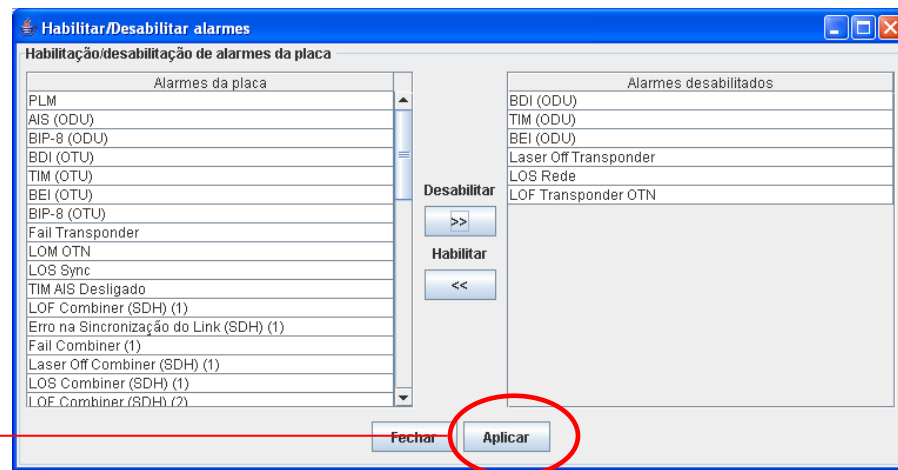 Habilitar/Desabilitar alarmes
Habilitação/desabilitação de alarmes da placa
Alarmes da placa
PLM
AIS (ODU)
BIP-8 (ODU)
BDI (OTU)
TIM (OTU)
BEI (OTU)
BIP-8 (OTU)
Fail Transponder
LOM OTN
LOS Sync
TIM AIS Desligado
LOF Combiner (SDH) (1)
Erro na Sincronização do Link (SDH) (1)
Fail Combiner (1)
Laser Off Combiner (SDH) (1)
LOS Combiner (SDH) (1)
LOF Combiner (SDH) (2)
Desabilitar
>>
Habilitar
<<
Alarmes desabilitados
BDI (ODU)
TIM (ODU)
BEI (ODU)
Laser Off Transponder
LOS Rede
LOF Transponder OTN
Fechar
Aplicar